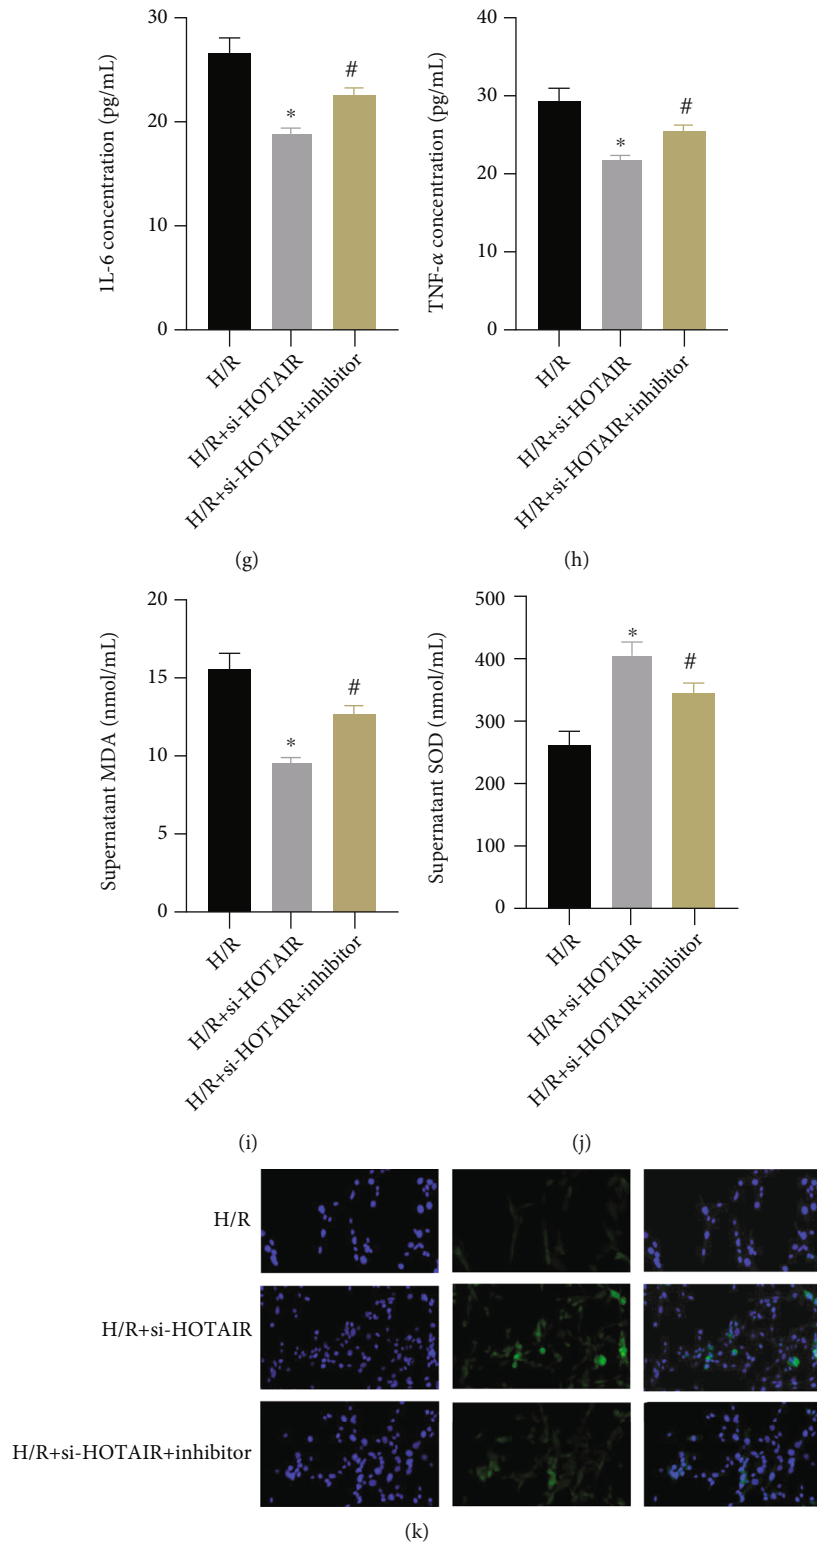 1L-6 concentration (pg/mL)
30
20
10
0
*
#
H/R
H/R+si-HOTAIR
H/R+si-HOTAIR+inhibitor
(g)
TNF-α concentration (pg/mL)
40
30
20
10
0
*
#
H/R
H/R+si-HOTAIR
H/R+si-HOTAIR+inhibitor
(h)
Supernatant MDA (nmol/mL)
20
15
10
5
0
*
#
H/R
H/R+si-HOTAIR
H/R+si-HOTAIR+inhibitor
(i)
Supernatant SOD (nmol/mL)
500
400
300
200
100
0
*
#
H/R
H/R+si-HOTAIR
H/R+si-HOTAIR+inhibitor
(j)
H/R
H/R+si-HOTAIR
H/R+si-HOTAIR+inhibitor
(k)